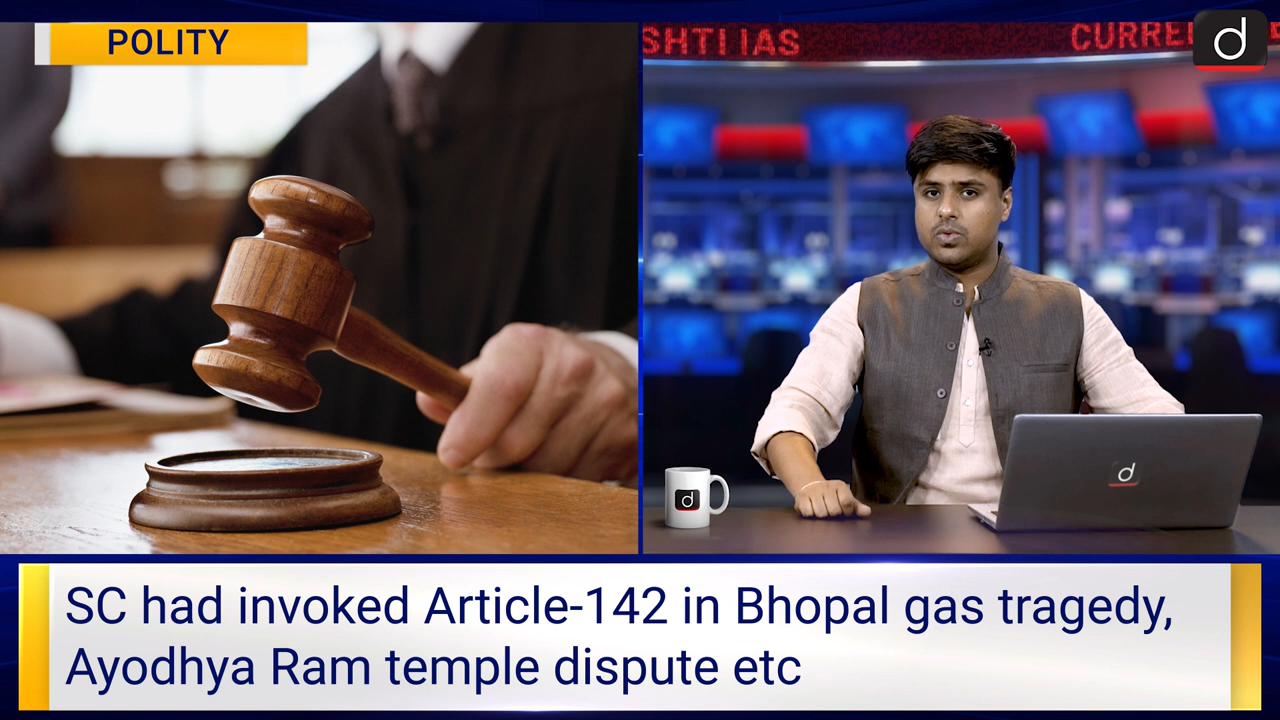 POLITY
SHTI IAS
CURRE
d
d
d
SC had invoked Article-142 in Bhopal gas tragedy,
Ayodhya Ram temple dispute etc